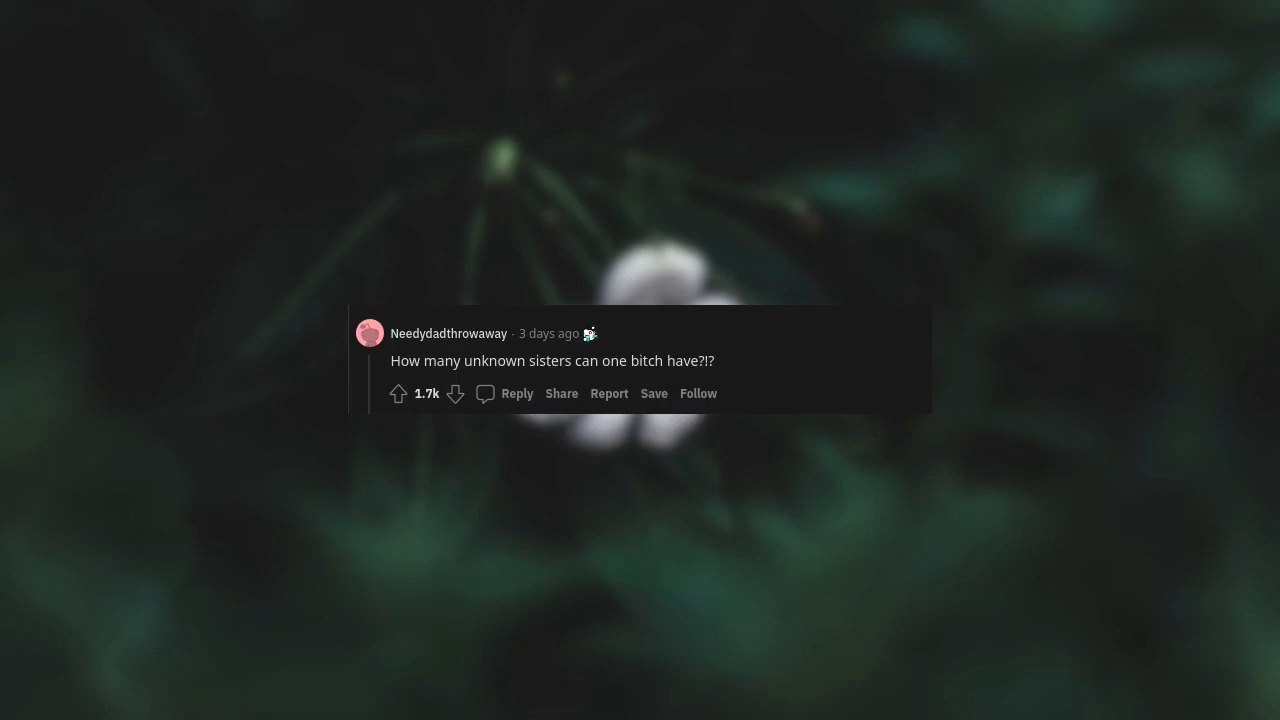 Needydadthrowaway · 3 days ago
How many unknown sisters can one bitch have?!?
1.7k Reply Share Report Save Follow